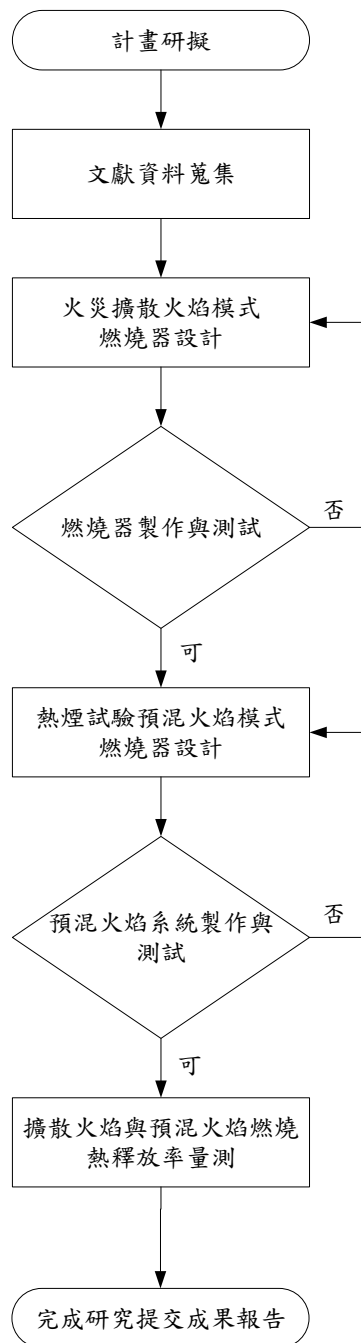 計畫研擬
文獻資料蒐集
火災擴散火焰模式
燃燒器設計
燃燒器製作與測試
否
可
熱煙試驗預混火焰模式
燃燒器設計
預混火焰系統製作與
測試
否
可
擴散火焰與預混火焰燃燒
熱釋放率量測
完成研究提交成果報告